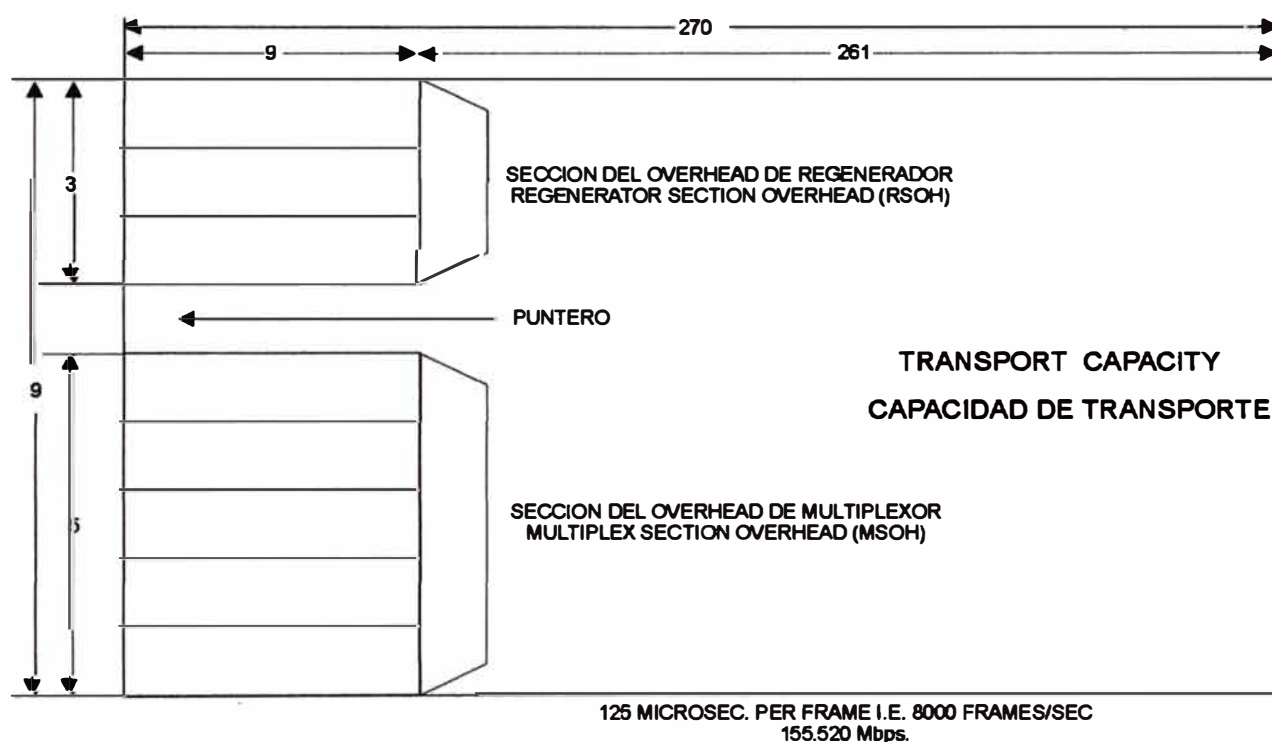 270
9
261
3
SECCION DEL OVERHEAD DE REGENERADOR
REGENERATOR SECTION OVERHEAD (RSOH)
PUNTERO
TRANSPORT CAPACITY
CAPACIDAD DE TRANSPORTE
9
5
SECCION DEL OVERHEAD DE MULTIPLEXOR
MULTIPLEX SECTION OVERHEAD (MSOH)
125 MICROSEC. PER FRAME I.E. 8000 FRAMES/SEC
155.520 Mbps.